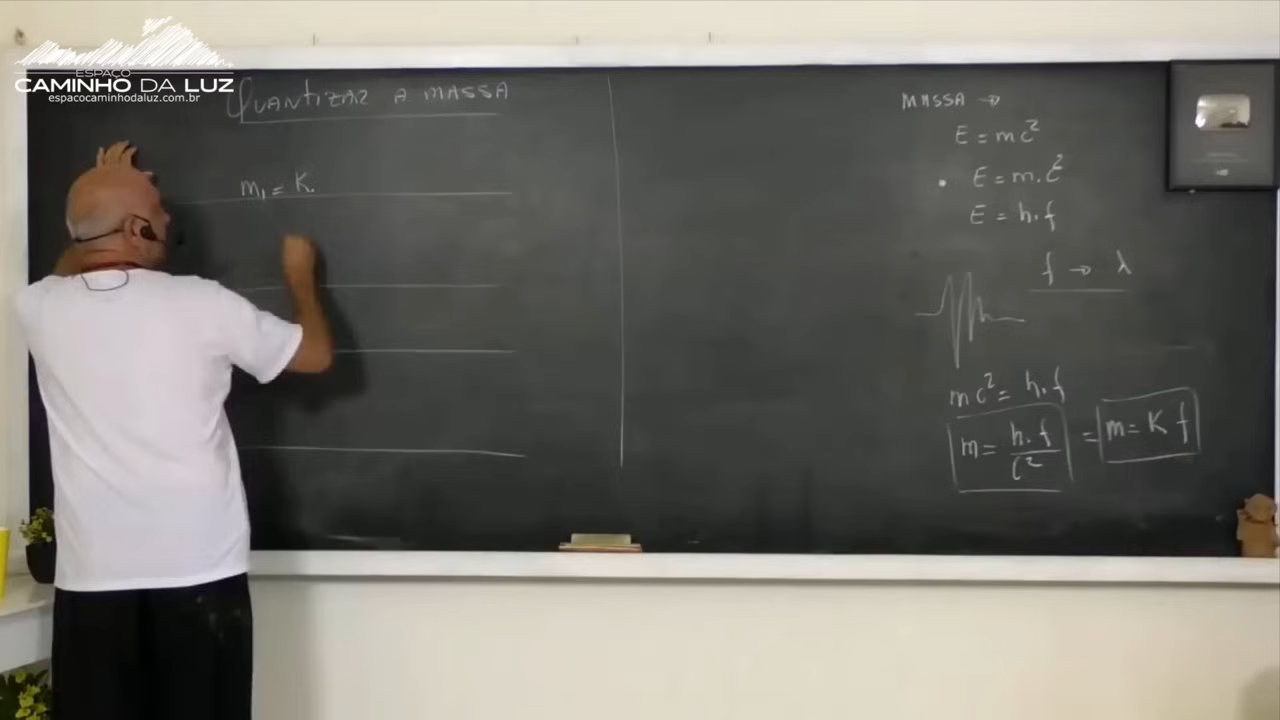 ESPAÇO
CAMINHO DA LUZ
espacocaminhodaluz.com.br
QUANTIZAR A MASSA
m₁ = K.
MASSA →
E = mc²
• E = m.c²
E = h.f
f → λ
mc² = h.f
m = h.f / c² = m = K f